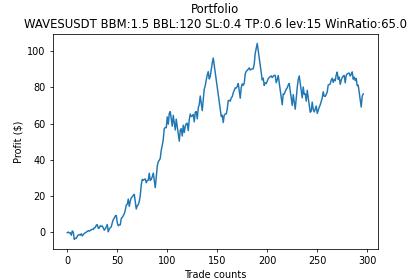 Portfolio
WAVESUSDT BBM:1.5 BBL:120 SL:0.4 TP:0.6 lev:15 WinRatio:65.0
100
80
60
40
20
0
Profit ($)
0 50 100 150 200 250 300
Trade counts